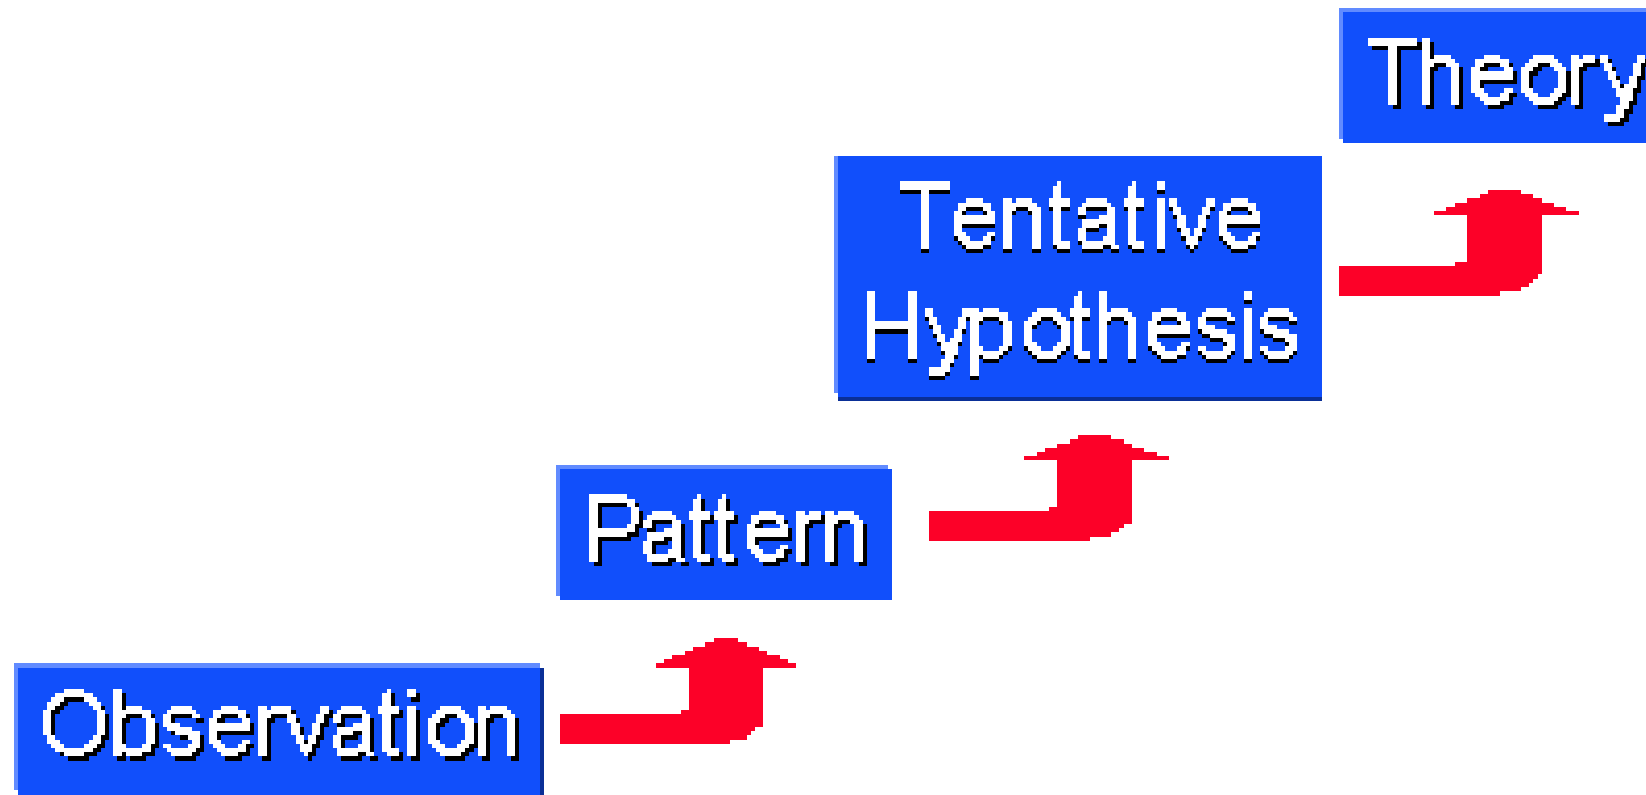 Theory
Tentative
Hypothesis
Pattern
Observation